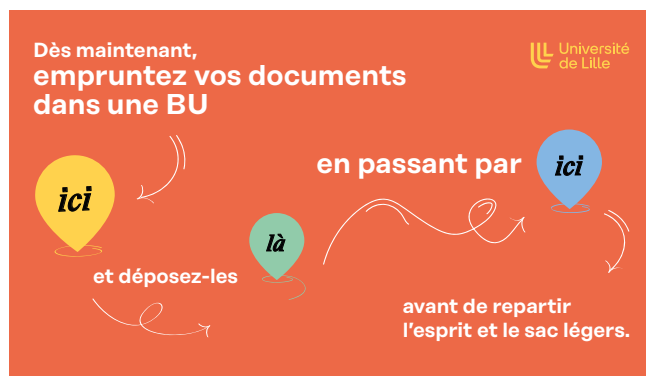 Dès maintenant,
empruntez vos documents
dans une BU
Université
de Lille
ici
et déposez-les
là
en passant par
ici
avant de repartir
l'esprit et le sac légers.